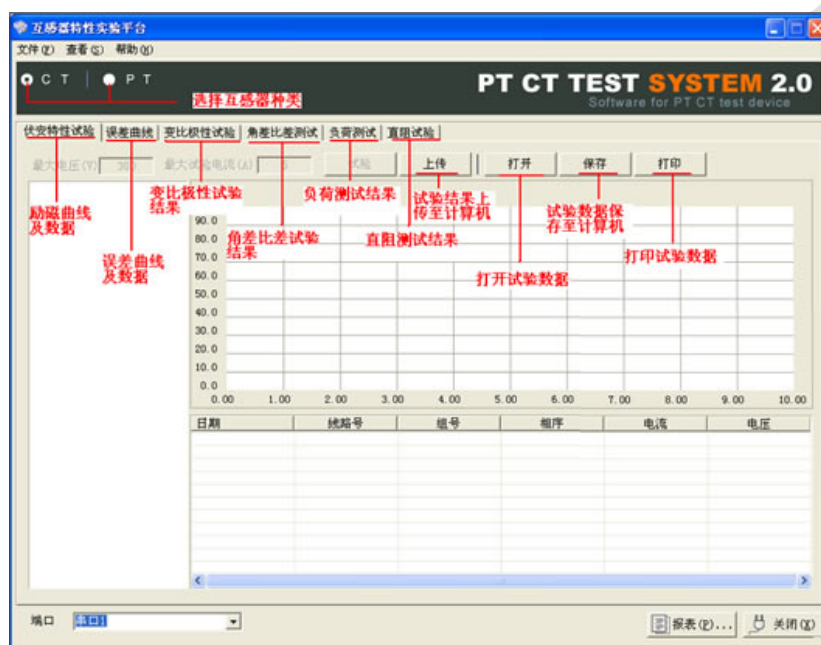 互感器特性实验平台
文件(F) 查看(S) 帮助(H)
CT | PT
PT CT TEST SYSTEM 2.0
Software for PT CT test device
选择互感器种类
伏安特性试验 误差曲线 变比极性试验 角差比差测试 负荷测试 直阻试验
最大电压(V) 300 最大试验电流(A) 5 试验 上传 打开 保存 打印
励磁曲线
及数据
误差曲线
及数据
变比极性试验
结果
角差比差试验
结果
负荷测试结果
直阻测试结果
试验结果上
传至计算机
打开试验数据
试验数据保
存至计算机
打印试验数据
90.0
80.0
70.0
60.0
50.0
40.0
30.0
20.0
10.0
0.0
0.00 1.00 2.00 3.00 4.00 5.00 6.00 7.00 8.00 9.00 10.00
日期 线路号 组号 相序 电流 电压
端口 串口1 报表(P)... 关闭(X)